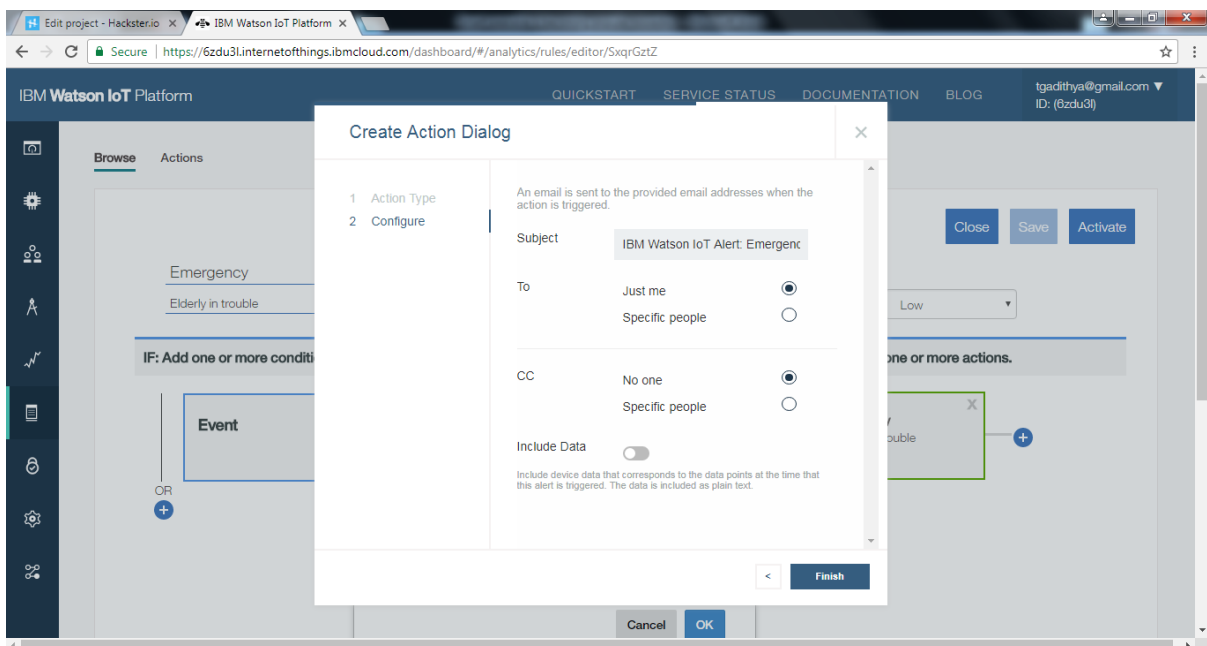 Edit project - Hackster.io
IBM Watson IoT Platform
Secure https://6zdu3l.internetofthings.ibmcloud.com/dashboard/#/analytics/rules/editor/SxqrGztZ
IBM Watson IoT Platform
QUICKSTART SERVICE STATUS DOCUMENTATION BLOG
tgadithya@gmail.com
ID: (6zdu3l)
Browse Actions
Create Action Dialog
1 Action Type
2 Configure
An email is sent to the provided email addresses when the
action is triggered.
Subject IBM Watson IoT Alert: Emergenc
To Just me
Specific people
CC No one
Specific people
Include Data
Include device data that corresponds to the data points at the time that
this alert is triggered. The data is included as plain text.
< Finish
Close Save Activate
Emergency
Elderly in trouble
Low
IF: Add one or more conditi
one or more actions.
Event
X
y
ouble
OR
Cancel OK